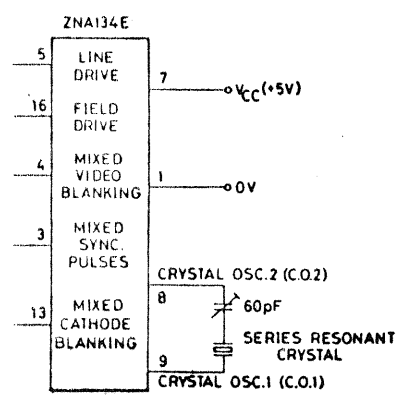 ZNA134E
5
LINE
DRIVE
7
VCC (+5V)
16
FIELD
DRIVE
4
MIXED
VIDEO
BLANKING
1
0V
3
MIXED
SYNC.
PULSES
CRYSTAL OSC.2 (C.O.2)
8
60pF
13
MIXED
CATHODE
BLANKING
SERIES RESONANT
CRYSTAL
9
CRYSTAL OSC.1 (C.O.1)